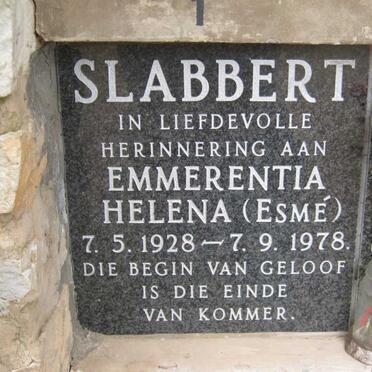 SLABBERT
IN LIEFDEVOLLE
HERINNERING AAN
EMMERENTIA
HELENA (ESMÉ)
7. 5. 1928 — 7. 9. 1978.
DIE BEGIN VAN GELOOF
IS DIE EINDE
VAN KOMMER.